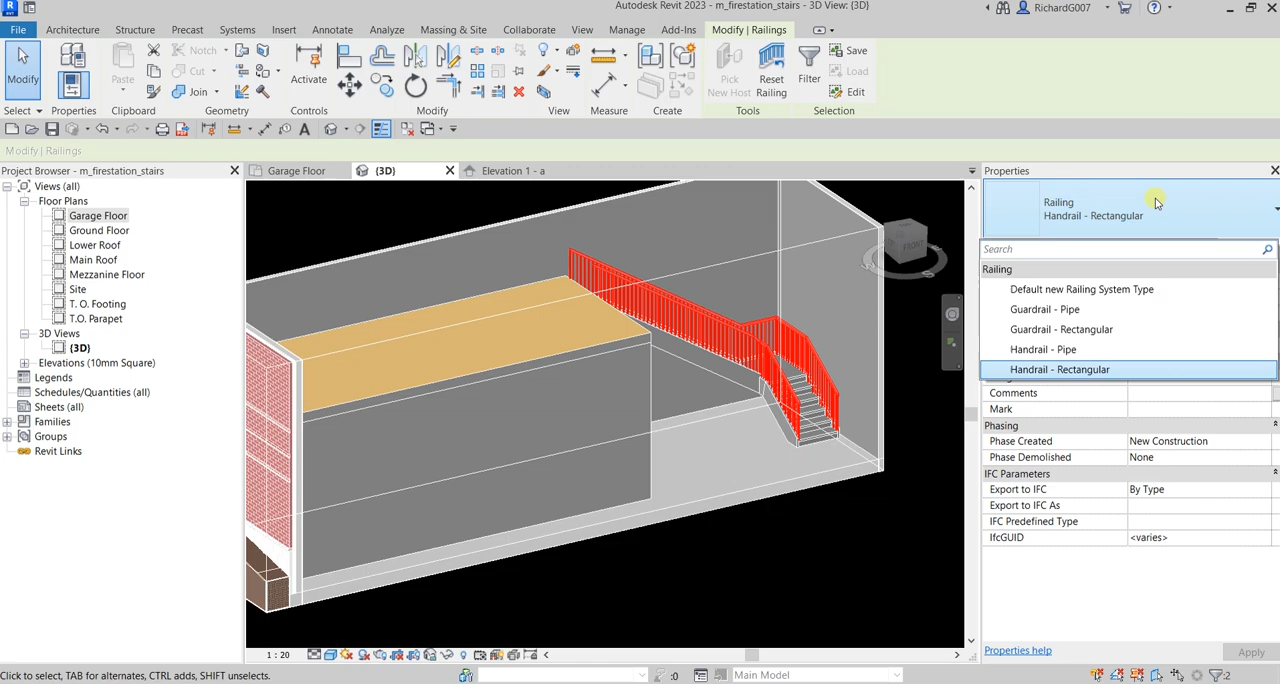 Autodesk Revit 2023 - m_firestation_stairs - 3D View: {3D}
RichardG007
File Architecture Structure Precast Systems Insert Annotate Analyze Massing & Site Collaborate View Manage Add-Ins Modify | Railings
Modify
Paste
Notch
Cut
Join
Activate
Pick
New Host
Reset
Railing
Filter
Save
Load
Edit
Select Properties Clipboard Geometry Controls Modify View Measure Create Tools Selection
Modify | Railings
Project Browser - m_firestation_stairs
Garage Floor
{3D}
Elevation 1 - a
Properties
Views (all)
Floor Plans
Garage Floor
Ground Floor
Lower Roof
Main Roof
Mezzanine Floor
Site
T. O. Footing
T.O. Parapet
3D Views
{3D}
Elevations (10mm Square)
Legends
Schedules/Quantities (all)
Sheets (all)
Families
Groups
Revit Links
FRONT
Railing
Handrail - Rectangular
Search
Railing
Default new Railing System Type
Guardrail - Pipe
Guardrail - Rectangular
Handrail - Pipe
Handrail - Rectangular
Comments
Mark
Phasing
Phase Created New Construction
Phase Demolished None
IFC Parameters
Export to IFC By Type
Export to IFC As
IFC Predefined Type
IfcGUID <varies>
Properties help
Apply
1 : 20
Click to select, TAB for alternates, CTRL adds, SHIFT unselects.
:0
Main Model
:2